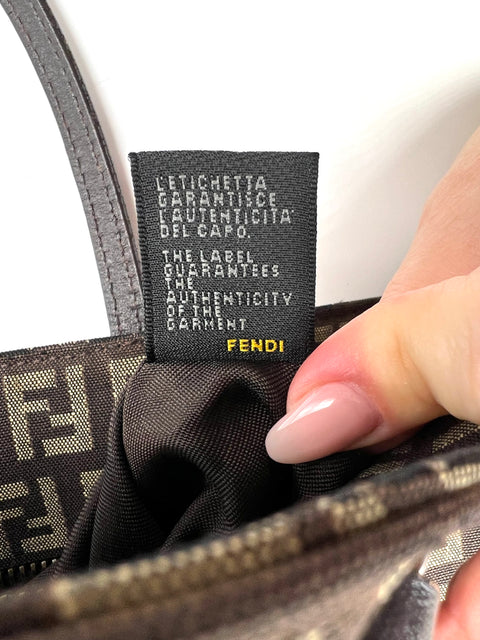 L'ETICHETTA
GARANTISCE
L'AUTENTICITA'
DEL CAPO.
THE LABEL
GUARANTEES
THE
AUTHENTICITY
OF THE
GARMENT
FENDI